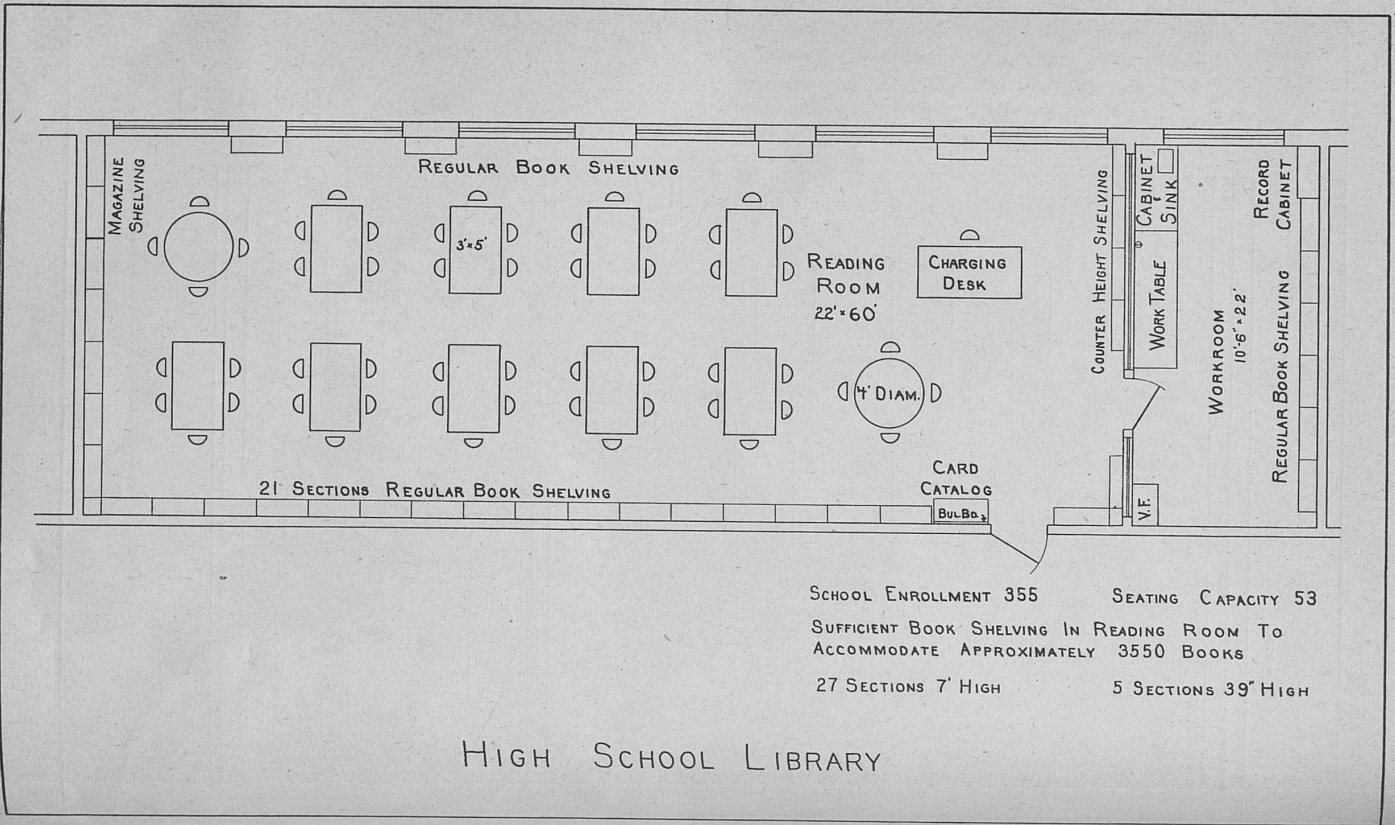 MAGAZINE
SHELVING
REGULAR BOOK SHELVING
3'×5'
READING
ROOM
22'×60'
CHARGING
DESK
COUNTER HEIGHT SHELVING
CABINET
&
SINK
WORK TABLE
WORKROOM
10'-6"×22'
RECORD
CABINET
REGULAR BOOK SHELVING
4' DIAM.
21 SECTIONS REGULAR BOOK SHELVING
CARD
CATALOG
BUL.BD.
V.F.
SCHOOL ENROLLMENT 355
SEATING CAPACITY 53
SUFFICIENT BOOK SHELVING IN READING ROOM TO
ACCOMMODATE APPROXIMATELY 3550 BOOKS
27 SECTIONS 7' HIGH
5 SECTIONS 39" HIGH
HIGH SCHOOL LIBRARY